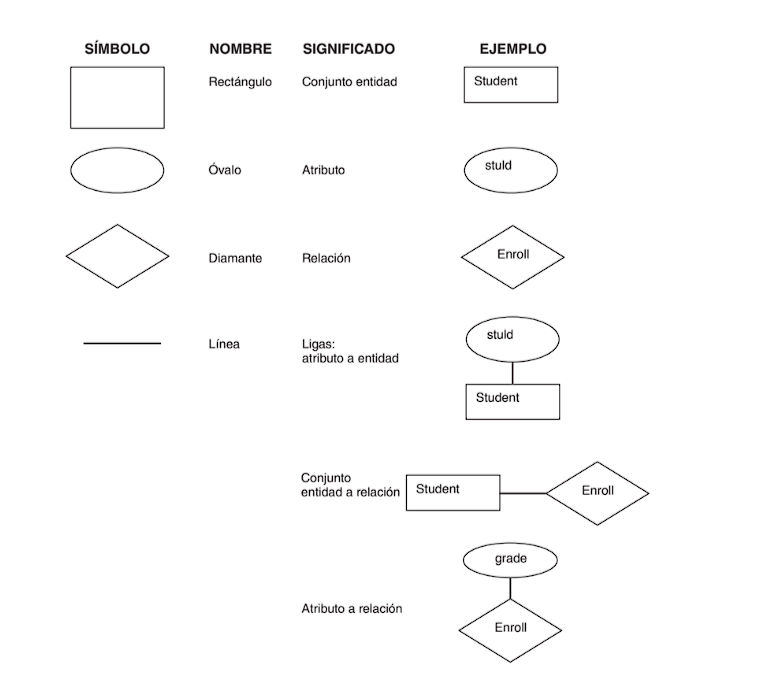 SÍMBOLO NOMBRE SIGNIFICADO EJEMPLO
Rectángulo Conjunto entidad Student
Óvalo Atributo stuId
Diamante Relación Enroll
Línea Ligas:
atributo a entidad
stuId
Student
Conjunto
entidad a relación
Student Enroll
grade
Atributo a relación
Enroll